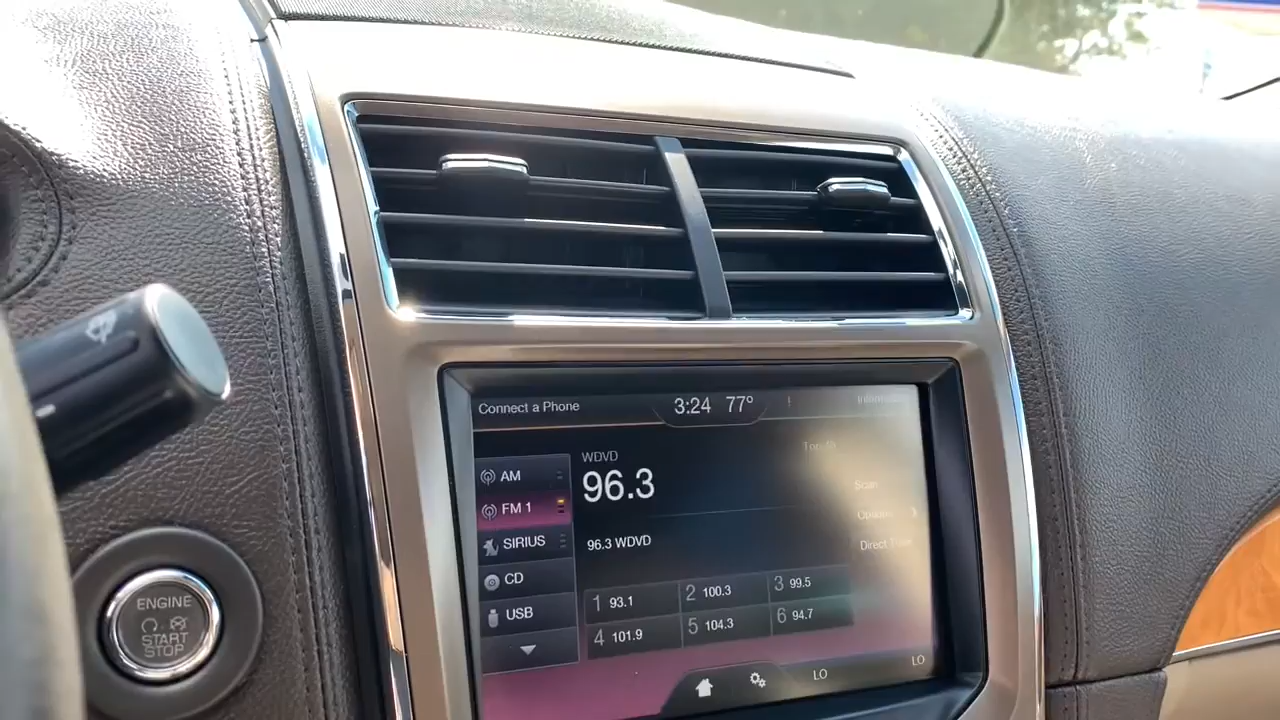 Connect a Phone
3:24 77°
WDVD
96.3
AM
FM 1
SIRIUS
CD
USB
96.3 WDVD
Scan
Options
Direct Tune
1 93.1
2 100.3
3 99.5
4 101.9
5 104.3
6 94.7
LO
LO
ENGINE
START
STOP